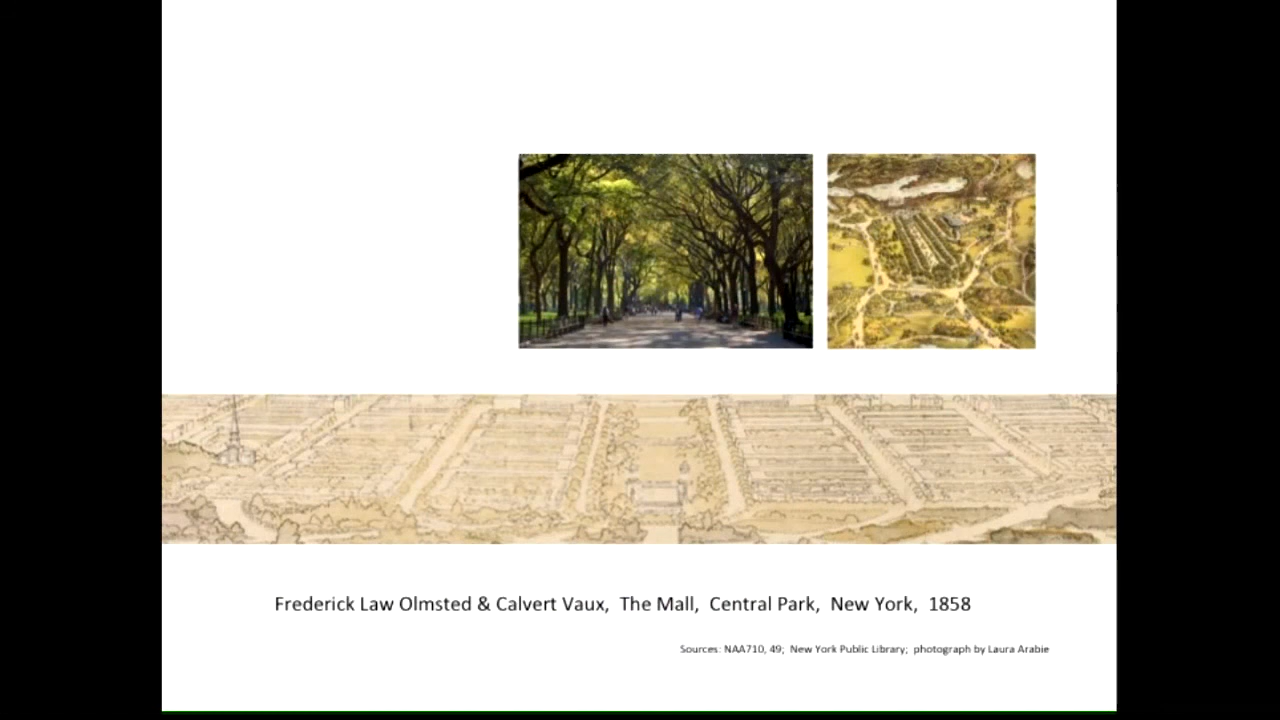 Frederick Law Olmsted & Calvert Vaux,  The Mall,  Central Park,  New York,  1858
Sources: NAA710, 49;  New York Public Library;  photograph by Laura Arabie